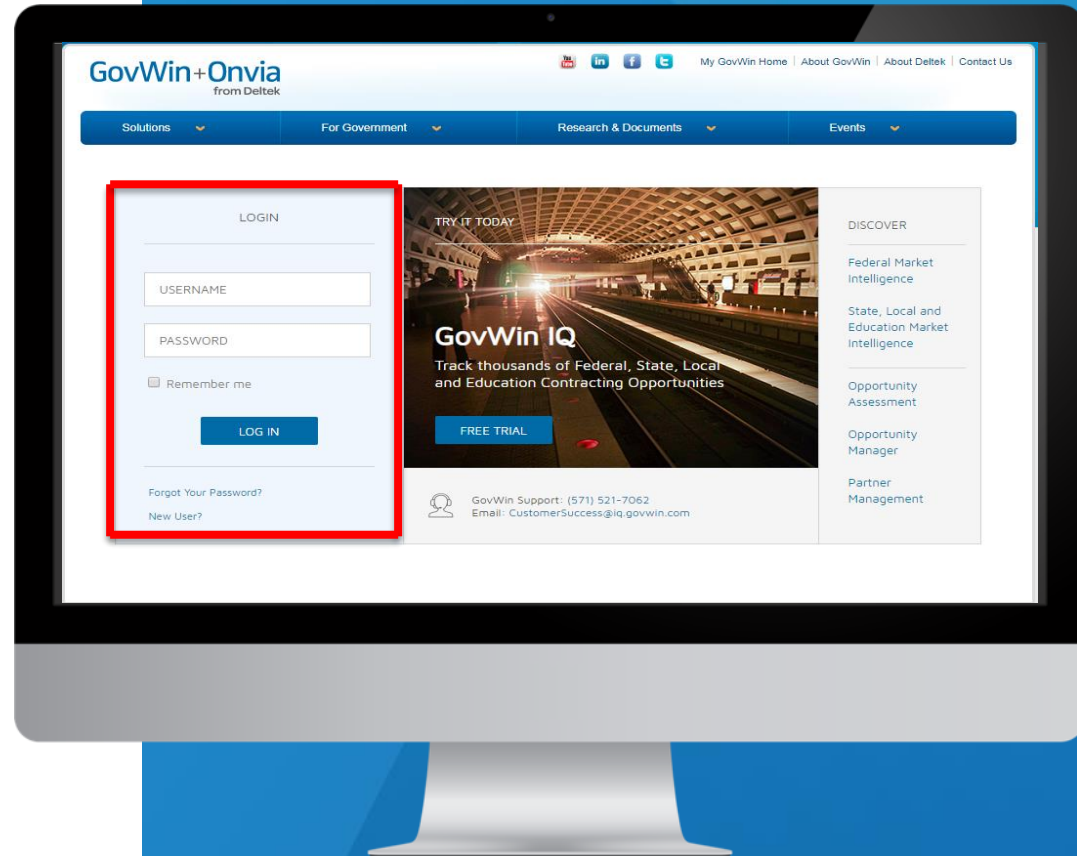 GovWin+Onvia
from Deltek
You
Tube
My GovWin Home | About GovWin | About Deltek | Contact Us
Solutions
For Government
Research & Documents
Events
LOGIN
USERNAME
PASSWORD
Remember me
LOG IN
Forgot Your Password?
New User?
TRY IT TODAY
GovWin IQ
Track thousands of Federal, State, Local
and Education Contracting Opportunities
FREE TRIAL
GovWin Support: (571) 521-7062
Email: CustomerSuccess@iq.govwin.com
DISCOVER
Federal Market
Intelligence
State, Local and
Education Market
Intelligence
Opportunity
Assessment
Opportunity
Manager
Partner
Management